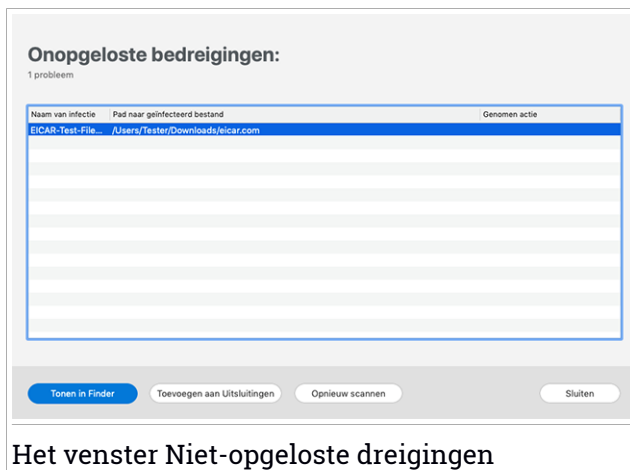 Onopgeloste bedreigingen:
1 probleem
Naam van infectie Pad naar geïnfecteerd bestand Genomen actie
EICAR-Test-File... /Users/Tester/Downloads/eicar.com
Tonen in Finder Toevoegen aan Uitsluitingen Opnieuw scannen Sluiten
Het venster Niet-opgeloste dreigingen